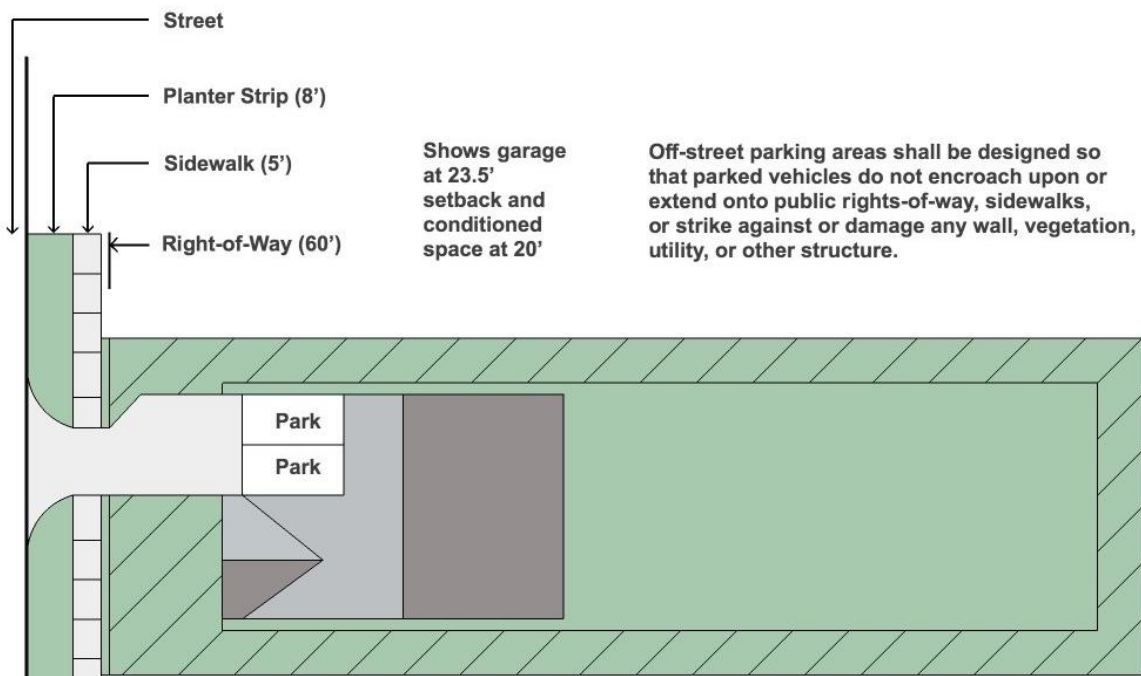 Street
Planter Strip (8’)
Sidewalk (5’)
Right-of-Way (60’)
Shows garage
at 23.5’
setback and
conditioned
space at 20’
Off-street parking areas shall be designed so
that parked vehicles do not encroach upon or
extend onto public rights-of-way, sidewalks,
or strike against or damage any wall, vegetation,
utility, or other structure.
Park
Park